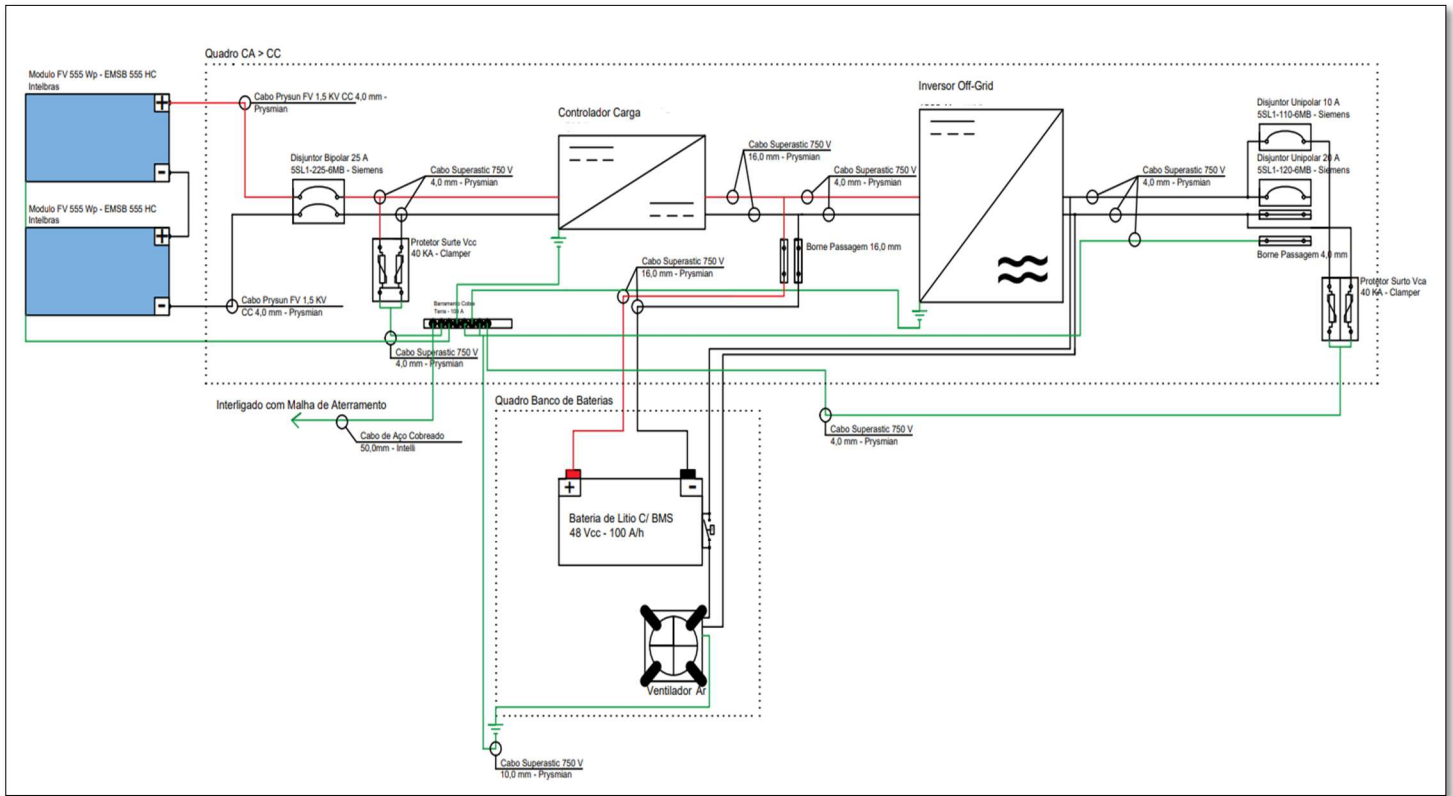 Quadro CA > CC
Modulo FV 555 Wp - EMSB 555 HC
Intelbras
+
-
Cabo Prysun FV 1,5 KV CC 4,0 mm -
Prysmian
Modulo FV 555 Wp - EMSB 555 HC
Intelbras
+
-
Cabo Prysun FV 1,5 KV
CC 4,0 mm - Prysmian
Disjuntor Bipolar 25 A
5SL1-225-6MB - Siemens
Cabo Superastic 750 V
4,0 mm - Prysmian
Protetor Surte Vcc
40 KA - Clamper
Barramento Cobre
Terra - 100 A
Cabo Superastic 750 V
4,0 mm - Prysmian
Controlador Carga
Cabo Superastic 750 V
16,0 mm - Prysmian
Cabo Superastic 750 V
4,0 mm - Prysmian
Borne Passagem 16,0 mm
Cabo Superastic 750 V
16,0 mm - Prysmian
Inversor Off-Grid
Cabo Superastic 750 V
4,0 mm - Prysmian
Disjuntor Unipolar 10 A
5SL1-110-6MB - Siemens
Disjuntor Unipolar 20 A
5SL1-120-6MB - Siemens
Borne Passagem 4,0 mm
Protetor Surto Vca
40 KA - Clamper
Interligado com Malha de Aterramento
Cabo de Aço Cobreado
50,0mm - Intelli
Cabo Superastic 750 V
4,0 mm - Prysmian
Quadro Banco de Baterias
+
-
Bateria de Litio C/ BMS
48 Vcc - 100 A/h
Ventilador Ar
Cabo Superastic 750 V
10,0 mm - Prysmian